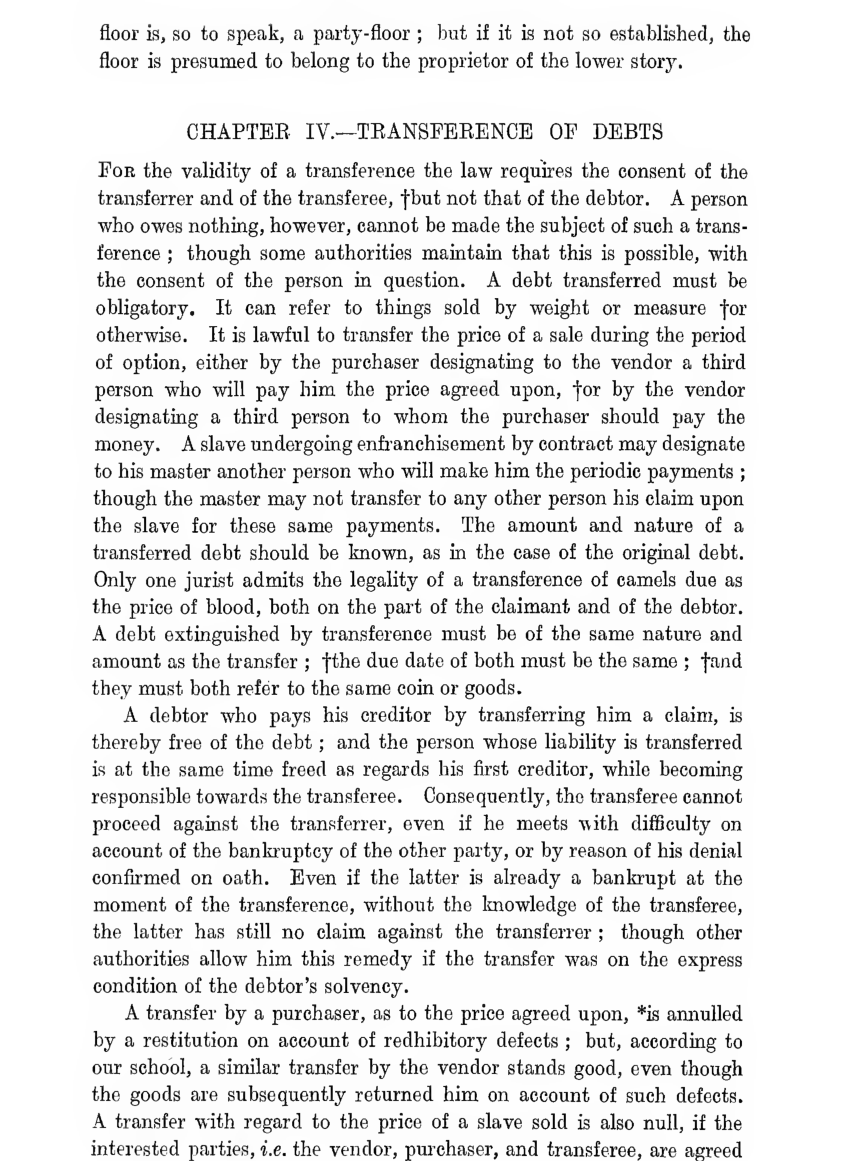 floor is, so to speak, a party-floor ; but if it is not so established, the
floor is presumed to belong to the proprietor of the lower story.
CHAPTER IV.—TRANSFERENCE OF DEBTS
FOR the validity of a transference the law requires the consent of the
transferrer and of the transferee, †but not that of the debtor. A person
who owes nothing, however, cannot be made the subject of such a trans-
ference ; though some authorities maintain that this is possible, with
the consent of the person in question. A debt transferred must be
obligatory. It can refer to things sold by weight or measure †or
otherwise. It is lawful to transfer the price of a sale during the period
of option, either by the purchaser designating to the vendor a third
person who will pay him the price agreed upon, †or by the vendor
designating a third person to whom the purchaser should pay the
money. A slave undergoing enfranchisement by contract may designate
to his master another person who will make him the periodic payments ;
though the master may not transfer to any other person his claim upon
the slave for these same payments. The amount and nature of a
transferred debt should be known, as in the case of the original debt.
Only one jurist admits the legality of a transference of camels due as
the price of blood, both on the part of the claimant and of the debtor.
A debt extinguished by transference must be of the same nature and
amount as the transfer ; †the due date of both must be the same ; †and
they must both refer to the same coin or goods.
A debtor who pays his creditor by transferring him a claim, is
thereby free of the debt ; and the person whose liability is transferred
is at the same time freed as regards his first creditor, while becoming
responsible towards the transferee. Consequently, the transferee cannot
proceed against the transferrer, even if he meets with difficulty on
account of the bankruptcy of the other party, or by reason of his denial
confirmed on oath. Even if the latter is already a bankrupt at the
moment of the transference, without the knowledge of the transferee,
the latter has still no claim against the transferrer ; though other
authorities allow him this remedy if the transfer was on the express
condition of the debtor's solvency.
A transfer by a purchaser, as to the price agreed upon, *is annulled
by a restitution on account of redhibitory defects ; but, according to
our school, a similar transfer by the vendor stands good, even though
the goods are subsequently returned him on account of such defects.
A transfer with regard to the price of a slave sold is also null, if the
interested parties, i.e. the vendor, purchaser, and transferee, are agreed